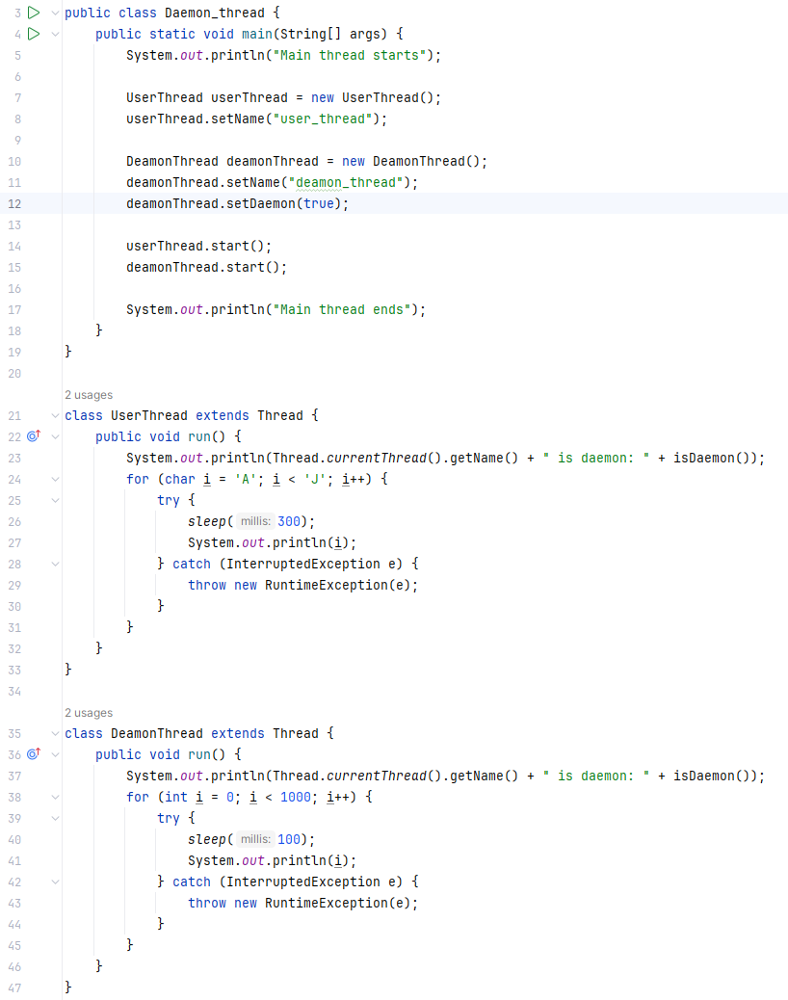 3 public class Daemon_thread {
4 public static void main(String[] args) {
5 System.out.println("Main thread starts");
6
7 UserThread userThread = new UserThread();
8 userThread.setName("user_thread");
9
10 DeamonThread deamonThread = new DeamonThread();
11 deamonThread.setName("deamon_thread");
12 deamonThread.setDaemon(true);
13
14 userThread.start();
15 deamonThread.start();
16
17 System.out.println("Main thread ends");
18 }
19 }
20
2 usages
21 class UserThread extends Thread {
22 public void run() {
23 System.out.println(Thread.currentThread().getName() + " is daemon: " + isDaemon());
24 for (char i = 'A'; i < 'J'; i++) {
25 try {
26 sleep( millis: 300);
27 System.out.println(i);
28 } catch (InterruptedException e) {
29 throw new RuntimeException(e);
30 }
31 }
32 }
33 }
34
2 usages
35 class DeamonThread extends Thread {
36 public void run() {
37 System.out.println(Thread.currentThread().getName() + " is daemon: " + isDaemon());
38 for (int i = 0; i < 1000; i++) {
39 try {
40 sleep( millis: 100);
41 System.out.println(i);
42 } catch (InterruptedException e) {
43 throw new RuntimeException(e);
44 }
45 }
46 }
47 }